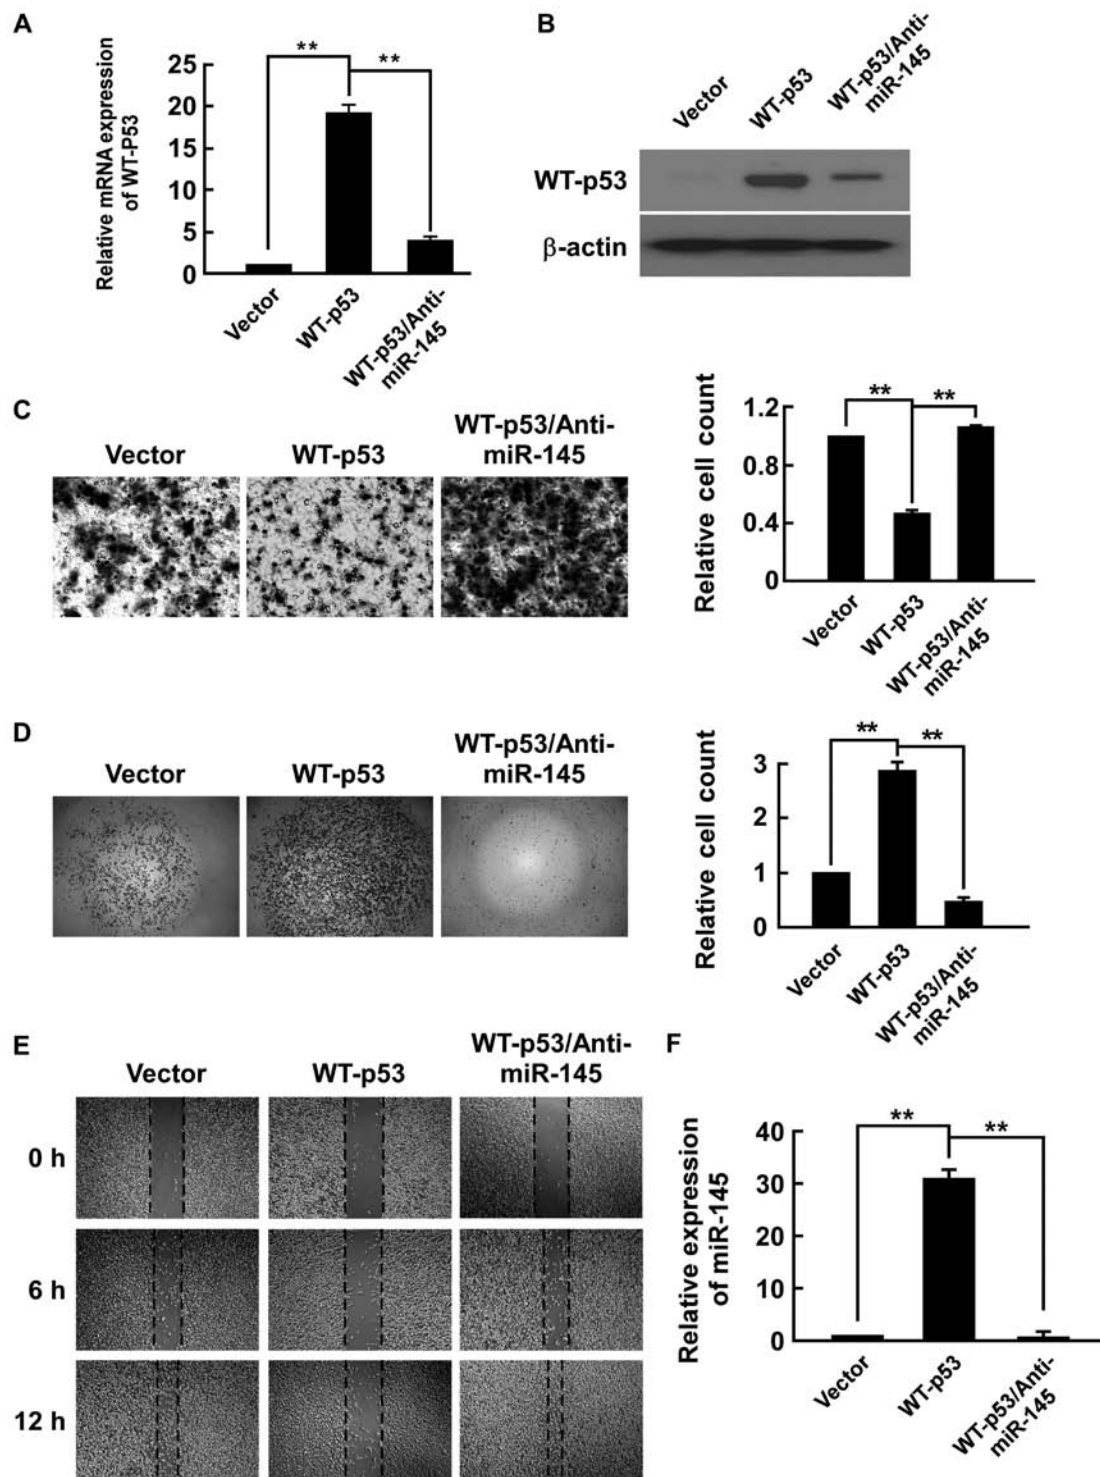 A
**
**
25
20
15
10
5
0
Relative mRNA expression
of WT-P53
Vector
WT-p53
WT-p53/Anti-
miR-145
B
Vector
WT-p53
WT-p53/Anti-
miR-145
WT-p53
β-actin
C
Vector
WT-p53
WT-p53/Anti-
miR-145
**
**
1.2
0.8
0.4
0
Relative cell count
Vector
WT-p53
WT-p53/Anti-
miR-145
D
Vector
WT-p53
WT-p53/Anti-
miR-145
**
**
3
2
1
0
Relative cell count
Vector
WT-p53
WT-p53/Anti-
miR-145
E
Vector
WT-p53
WT-p53/Anti-
miR-145
0 h
6 h
12 h
F
**
**
40
30
20
10
0
Relative expression
of miR-145
Vector
WT-p53
WT-p53/Anti-
miR-145